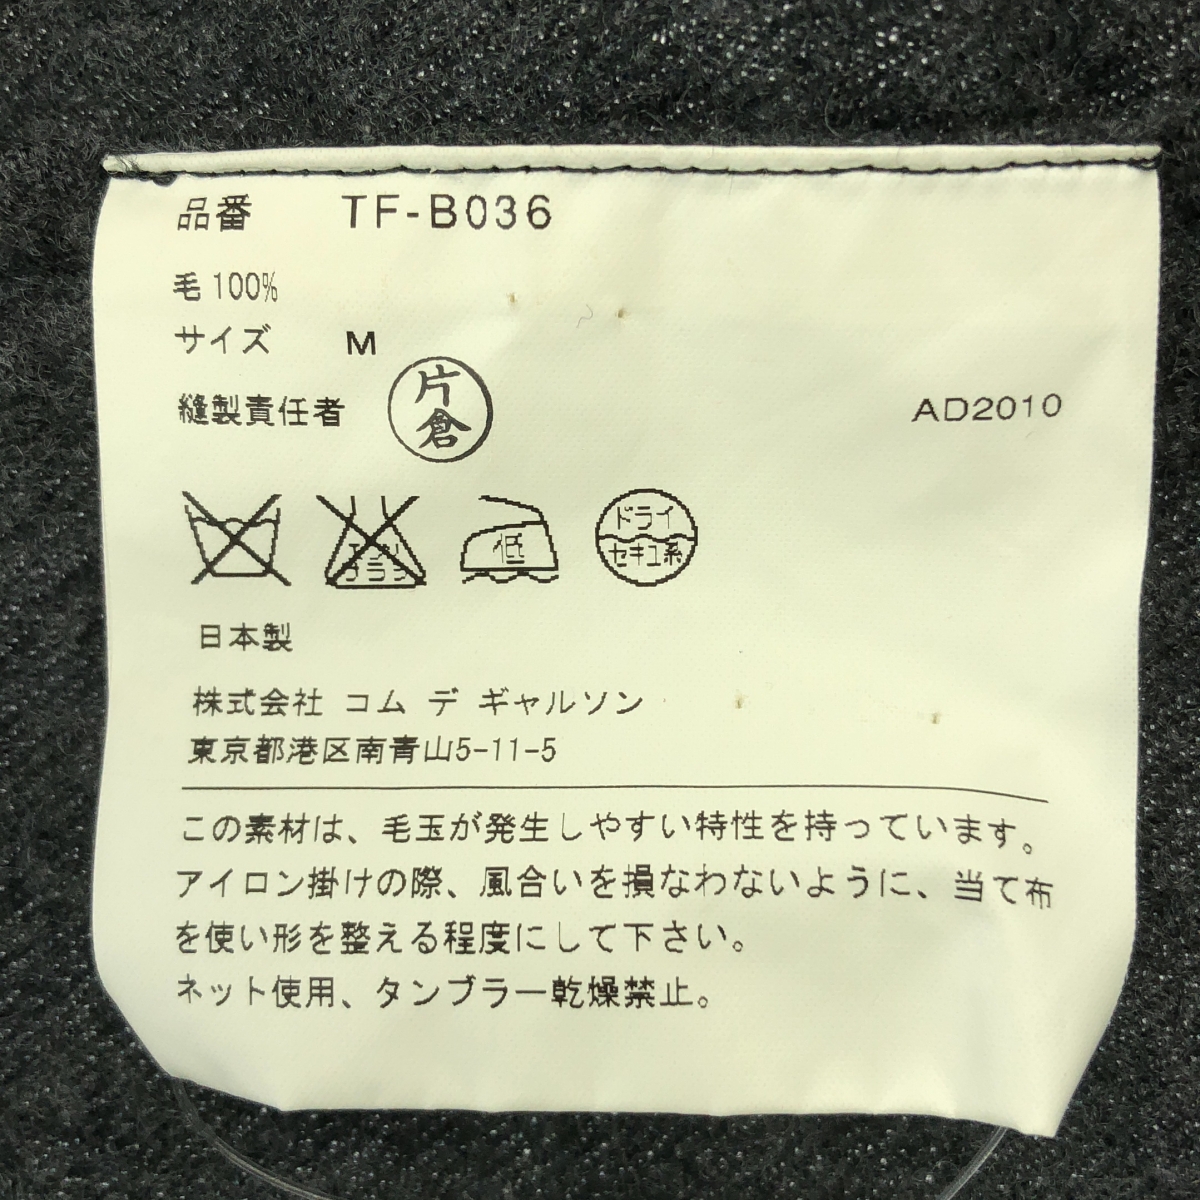 品番 TF-B036
毛 100%
サイズ M
縫製責任者 片倉 AD2010
エンソ
フラシ
低
ドライ
セキユ系
日本製
株式会社 コム デ ギャルソン
東京都港区南青山5-11-5
この素材は、毛玉が発生しやすい特性を持っています。
アイロン掛けの際、風合いを損なわないように、当て布
を使い形を整える程度にして下さい。
ネット使用、タンブラー乾燥禁止。